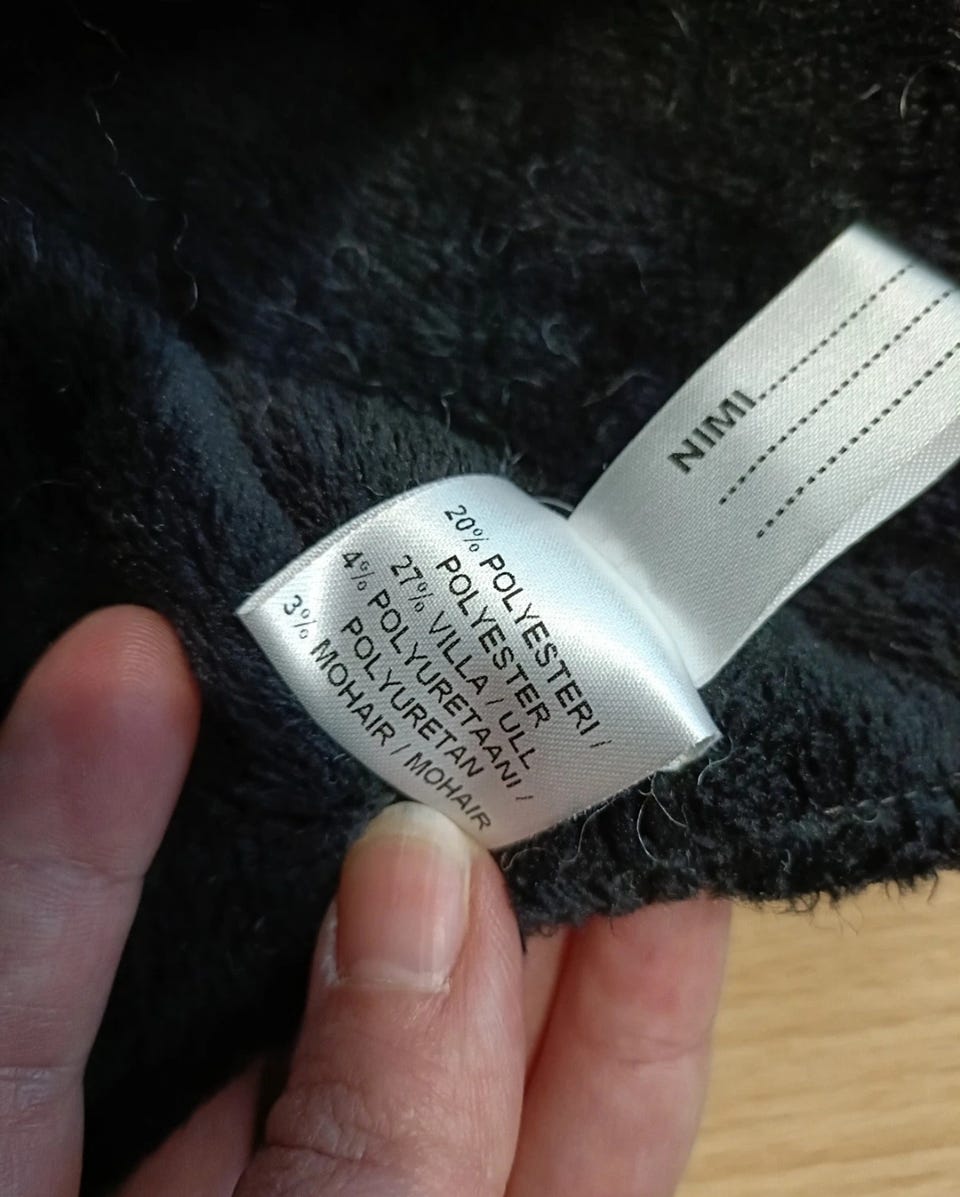 20% POLYESTERI /
POLYESTER
27% VILLA / ULL
4% POLYURETAANI /
POLYURETAN
3% MOHAIR / MOHAIR
NIMI